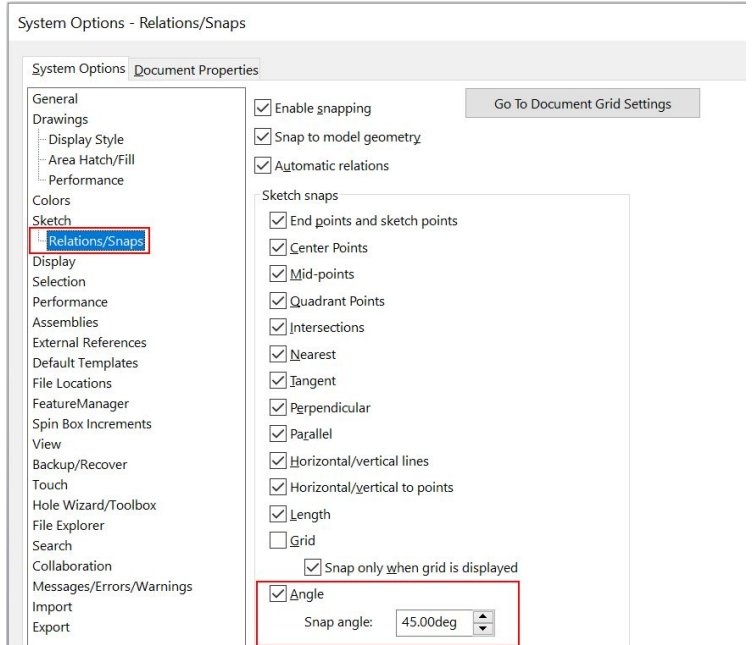 System Options - Relations/Snaps
System Options Document Properties
General
Drawings
Display Style
Area Hatch/Fill
Performance
Colors
Sketch
Relations/Snaps
Display
Selection
Performance
Assemblies
External References
Default Templates
File Locations
FeatureManager
Spin Box Increments
View
Backup/Recover
Touch
Hole Wizard/Toolbox
File Explorer
Search
Collaboration
Messages/Errors/Warnings
Import
Export
Enable snapping
Go To Document Grid Settings
Snap to model geometry
Automatic relations
Sketch snaps
End points and sketch points
Center Points
Mid-points
Quadrant Points
Intersections
Nearest
Tangent
Perpendicular
Parallel
Horizontal/vertical lines
Horizontal/vertical to points
Length
Grid
Snap only when grid is displayed
Angle
Snap angle: 45.00deg